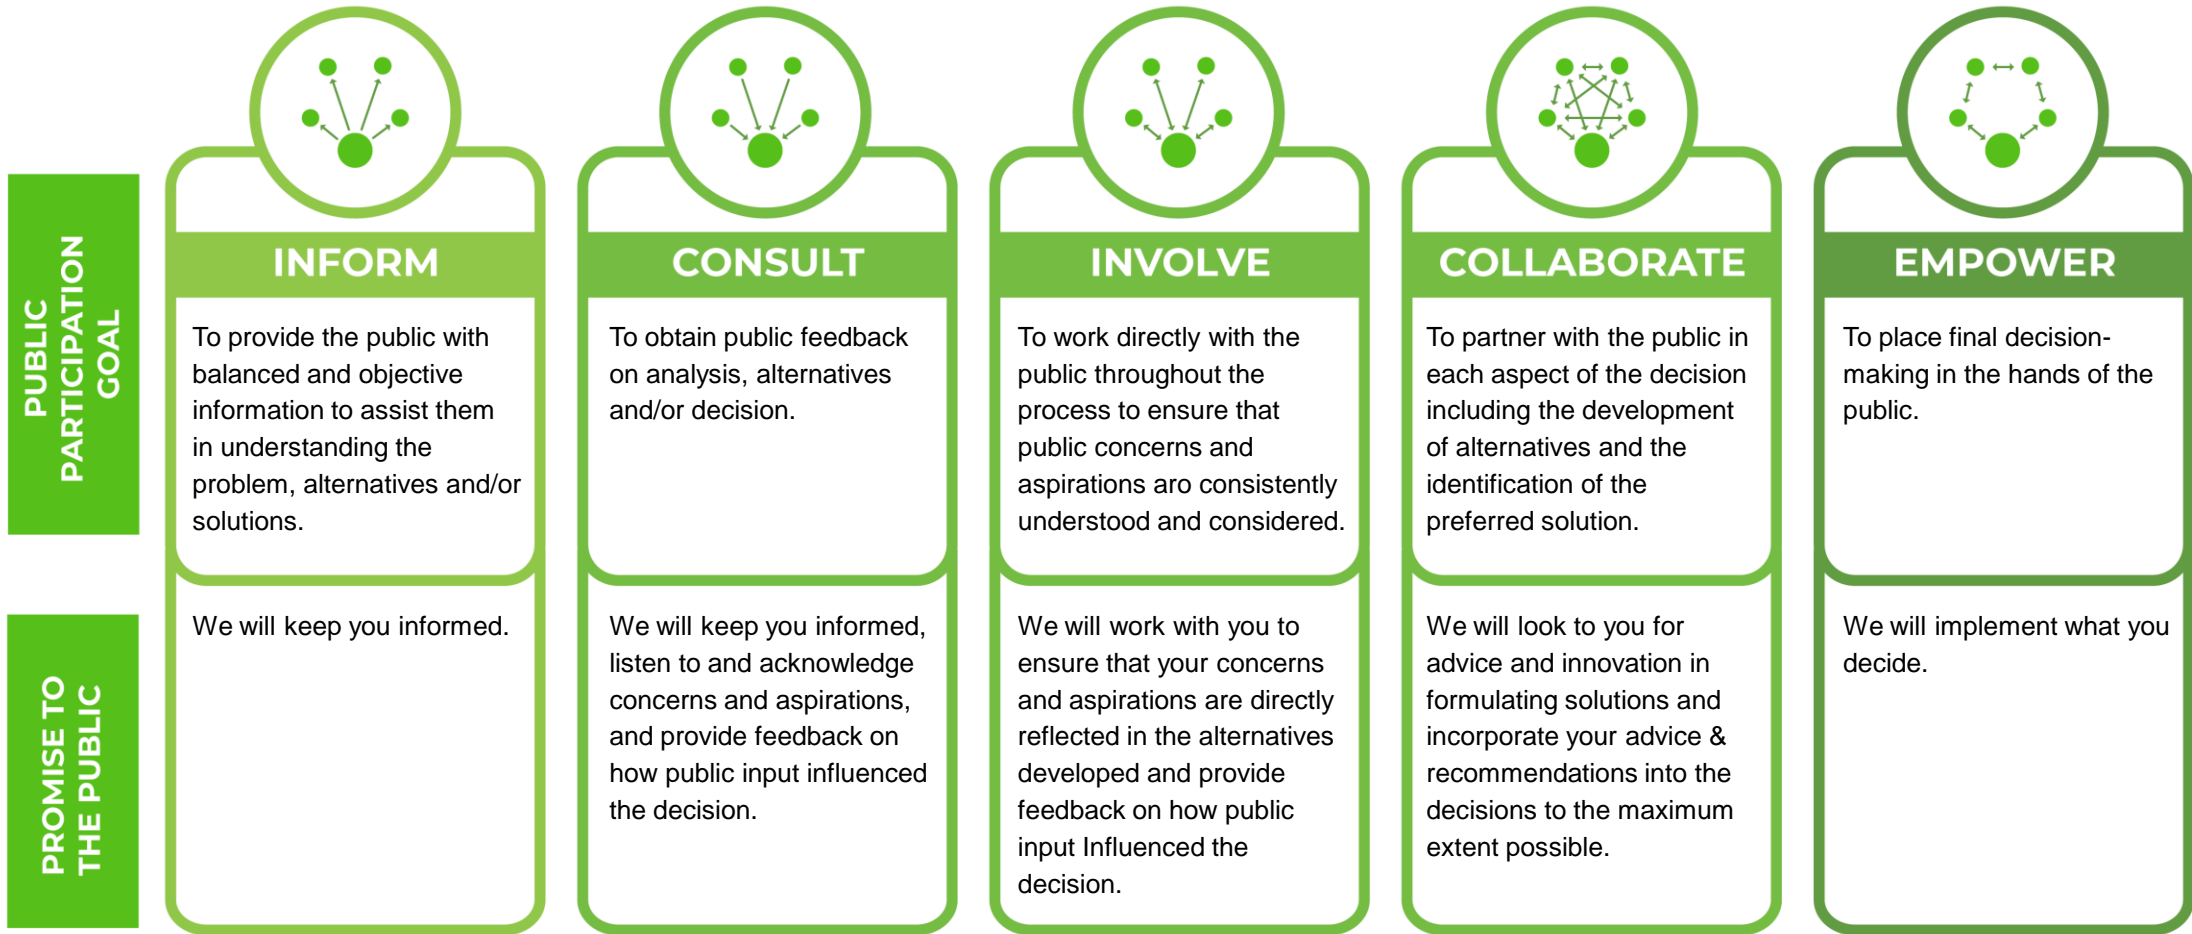 PUBLIC
PARTICIPATION
GOAL
INFORM
To provide the public with
balanced and objective
information to assist them
in understanding the
problem, alternatives and/or
solutions.
CONSULT
To obtain public feedback
on analysis, alternatives
and/or decision.
INVOLVE
To work directly with the
public throughout the
process to ensure that
public concerns and
aspirations aro consistently
understood and considered.
COLLABORATE
To partner with the public in
each aspect of the decision
including the development
of alternatives and the
identification of the
preferred solution.
EMPOWER
To place final decision-
making in the hands of the
public.
PROMISE TO
THE PUBLIC
We will keep you informed.
We will keep you informed,
listen to and acknowledge
concerns and aspirations,
and provide feedback on
how public input influenced
the decision.
We will work with you to
ensure that your concerns
and aspirations are directly
reflected in the alternatives
developed and provide
feedback on how public
input Influenced the
decision.
We will look to you for
advice and innovation in
formulating solutions and
incorporate your advice &
recommendations into the
decisions to the maximum
extent possible.
We will implement what you
decide.